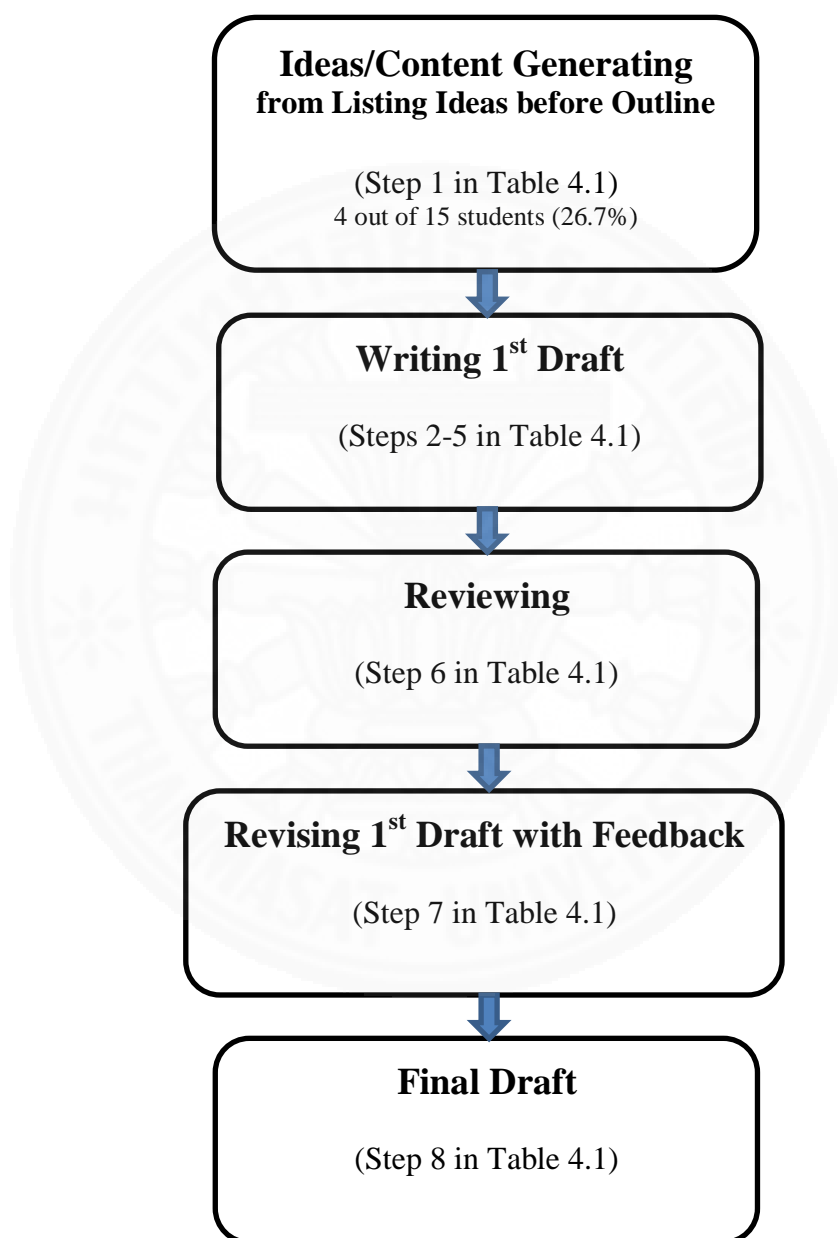 Ideas/Content Generating
from Listing Ideas before Outline
(Step 1 in Table 4.1)
4 out of 15 students (26.7%)
Writing 1st Draft
(Steps 2-5 in Table 4.1)
Reviewing
(Step 6 in Table 4.1)
Revising 1st Draft with Feedback
(Step 7 in Table 4.1)
Final Draft
(Step 8 in Table 4.1)
THAMMASAT UNIVERSITY